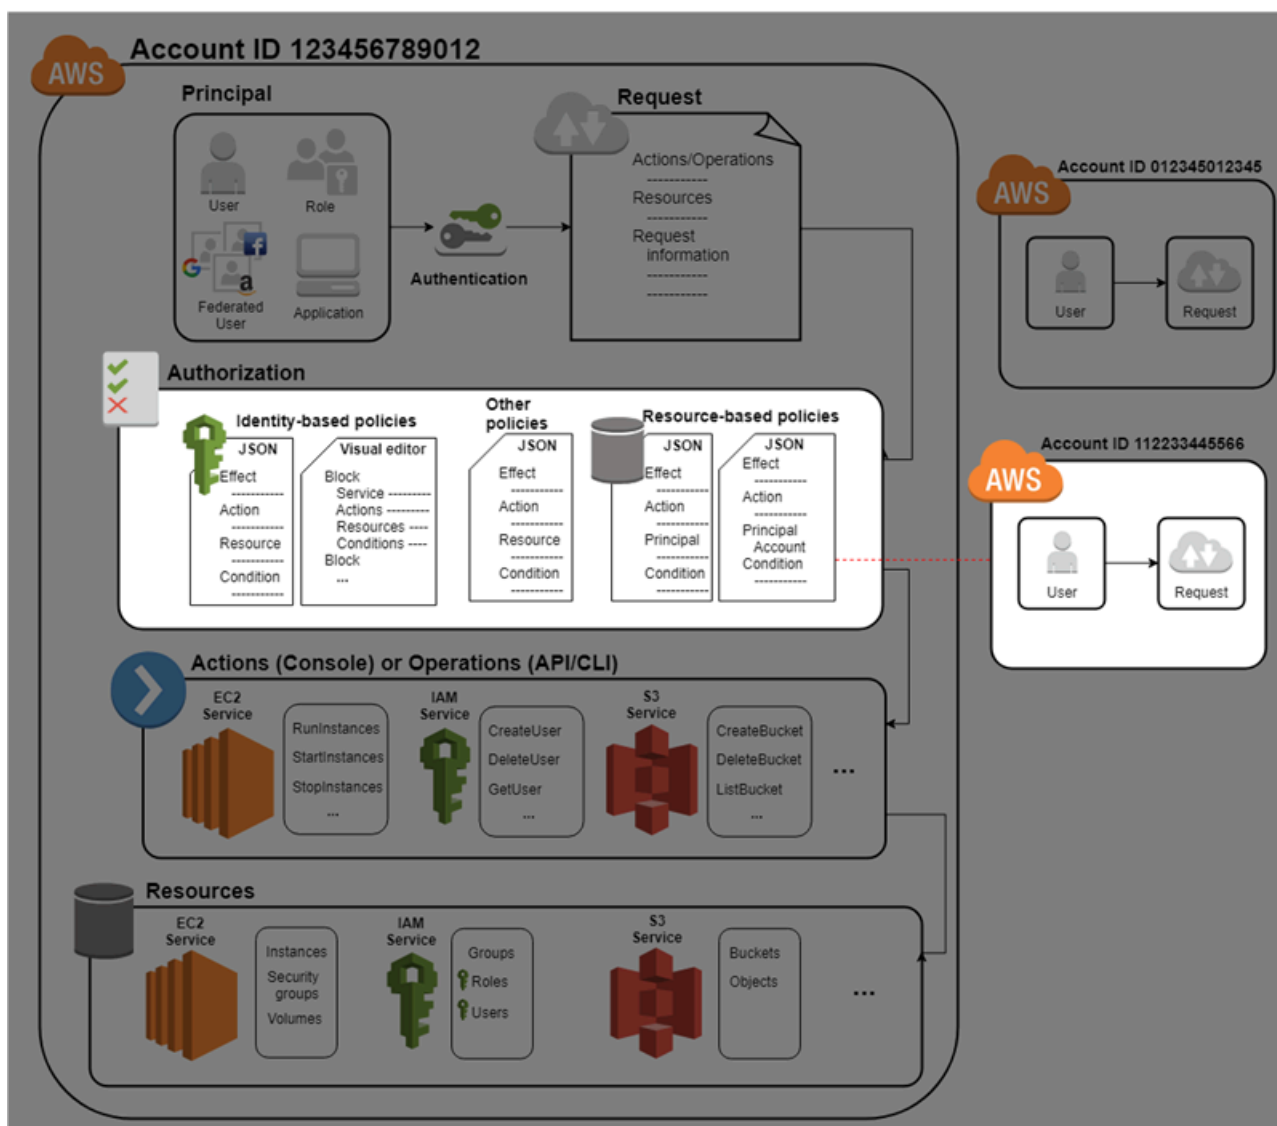 AWS
Account ID 123456789012
Principal
User
Role
Federated
User
Application
Authentication
Request
Actions/Operations
-----------
Resources
-----------
Request
information
-----------
-----------
AWS
Account ID 012345012345
User
Request
Authorization
Identity-based policies
JSON
Effect
-----------
Action
-----------
Resource
-----------
Condition
-----------
Visual editor
Block
Service ---------
Actions ---------
Resources ----
Conditions ----
Block
...
Other
policies
JSON
Effect
-----------
Action
-----------
Resource
-----------
Condition
-----------
Resource-based policies
JSON
Effect
-----------
Action
-----------
Principal
-----------
Condition
-----------
JSON
Effect
-----------
Action
-----------
Principal
Account
Condition
-----------
AWS
Account ID 112233445566
User
Request
Actions (Console) or Operations (API/CLI)
EC2
Service
RunInstances
StartInstances
StopInstances
...
IAM
Service
CreateUser
DeleteUser
GetUser
...
S3
Service
CreateBucket
DeleteBucket
ListBucket
...
...
Resources
EC2
Service
Instances
Security
groups
Volumes
IAM
Service
Groups
Roles
Users
S3
Service
Buckets
Objects
...